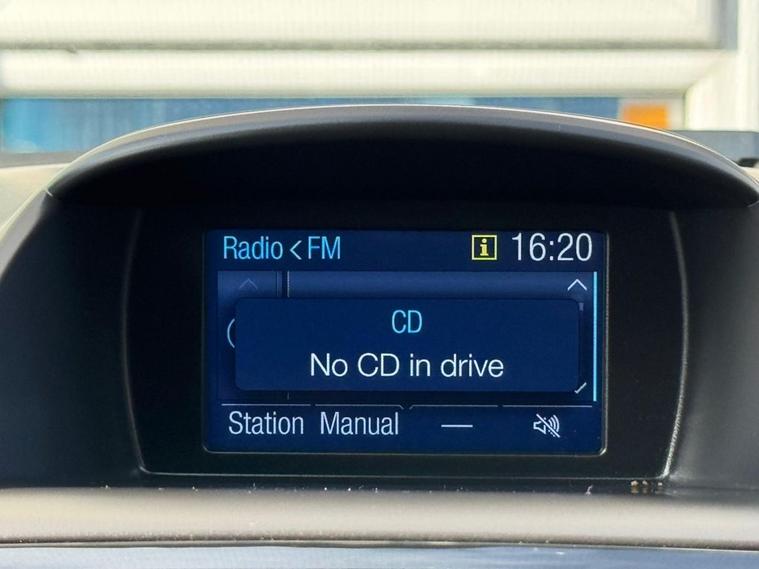 Radio < FM i 16:20
CD
No CD in drive
Station Manual —